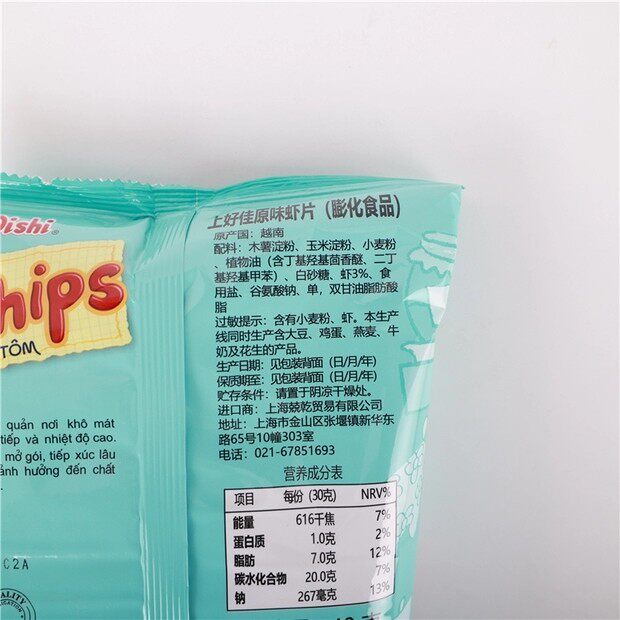 Oishi
Chips
TÔM
quản nơi khô mát
tiếp và nhiệt độ cao.
mở gói, tiếp xúc lâu
ảnh hưởng đến chất
C2A
上好佳原味虾片（膨化食品）
原产国：越南
配料：木薯淀粉、玉米淀粉、小麦粉
、植物油（含丁基羟基茴香醚、二丁
基羟基甲苯）、白砂糖、虾3%、食
用盐、谷氨酸钠、单，双甘油脂肪酸
脂
过敏提示：含有小麦粉、虾。本生产
线同时生产含大豆、鸡蛋、燕麦、牛
奶及花生的产品。
生产日期：见包装背面（日/月/年）
保质期至：见包装背面（日/月/年）
贮存条件：请置于阴凉干燥处。
进口商：上海兢乾贸易有限公司
地址：上海市金山区张堰镇新华东
路65号10幢303室
电话：021-67851693
营养成分表
项目 每份（30克） NRV%
能量 616千焦 7%
蛋白质 1.0克 2%
脂肪 7.0克 12%
碳水化合物 20.0克 7%
钠 267毫克 13%